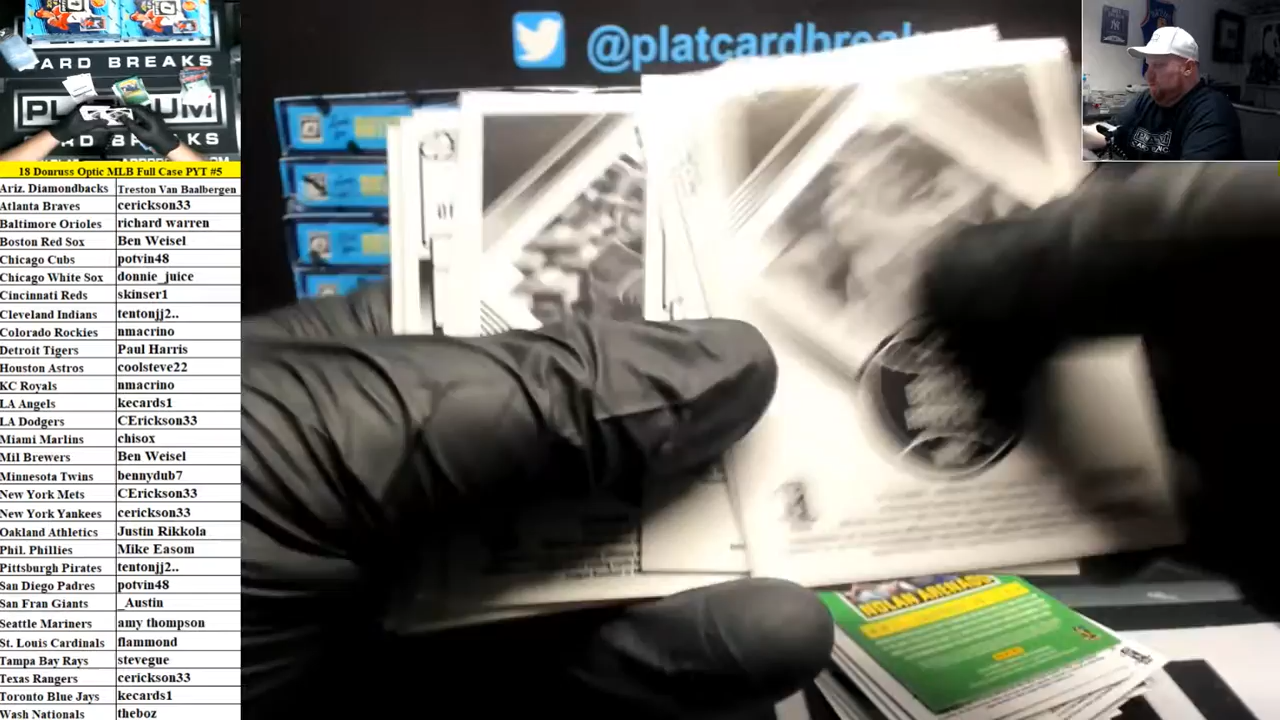 @platcardbreaks
CARD BREAKS
PLATINUM
CARD BREAKS
18 Donruss Optic MLB Full Case PYT #5
Ariz. Diamondbacks Treston Van Baalbergen
Atlanta Braves cerickson33
Baltimore Orioles richard warren
Boston Red Sox Ben Weisel
Chicago Cubs potvin48
Chicago White Sox donnie_juice
Cincinnati Reds skinser1
Cleveland Indians tentonjj2..
Colorado Rockies nmacrino
Detroit Tigers Paul Harris
Houston Astros coolsteve22
KC Royals nmacrino
LA Angels kecards1
LA Dodgers CErickson33
Miami Marlins chisox
Mil Brewers Ben Weisel
Minnesota Twins bennydub7
New York Mets CErickson33
New York Yankees cerickson33
Oakland Athletics Justin Rikkola
Phil. Phillies Mike Easom
Pittsburgh Pirates tentonjj2..
San Diego Padres potvin48
San Fran Giants _Austin
Seattle Mariners amy thompson
St. Louis Cardinals flammond
Tampa Bay Rays stevegue
Texas Rangers cerickson33
Toronto Blue Jays kecards1
Wash Nationals theboz
NOLAN ARENADO